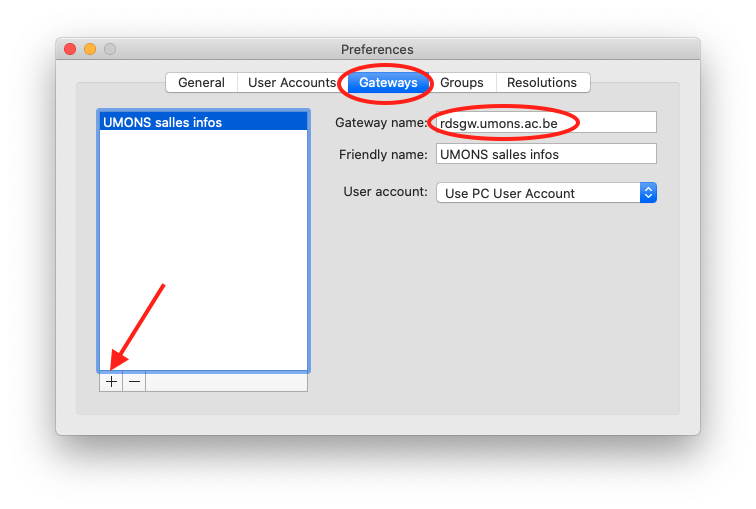 Preferences
General User Accounts Gateways Groups Resolutions
UMONS salles infos
Gateway name: rdsgw.umons.ac.be
Friendly name: UMONS salles infos
User account: Use PC User Account
+ −